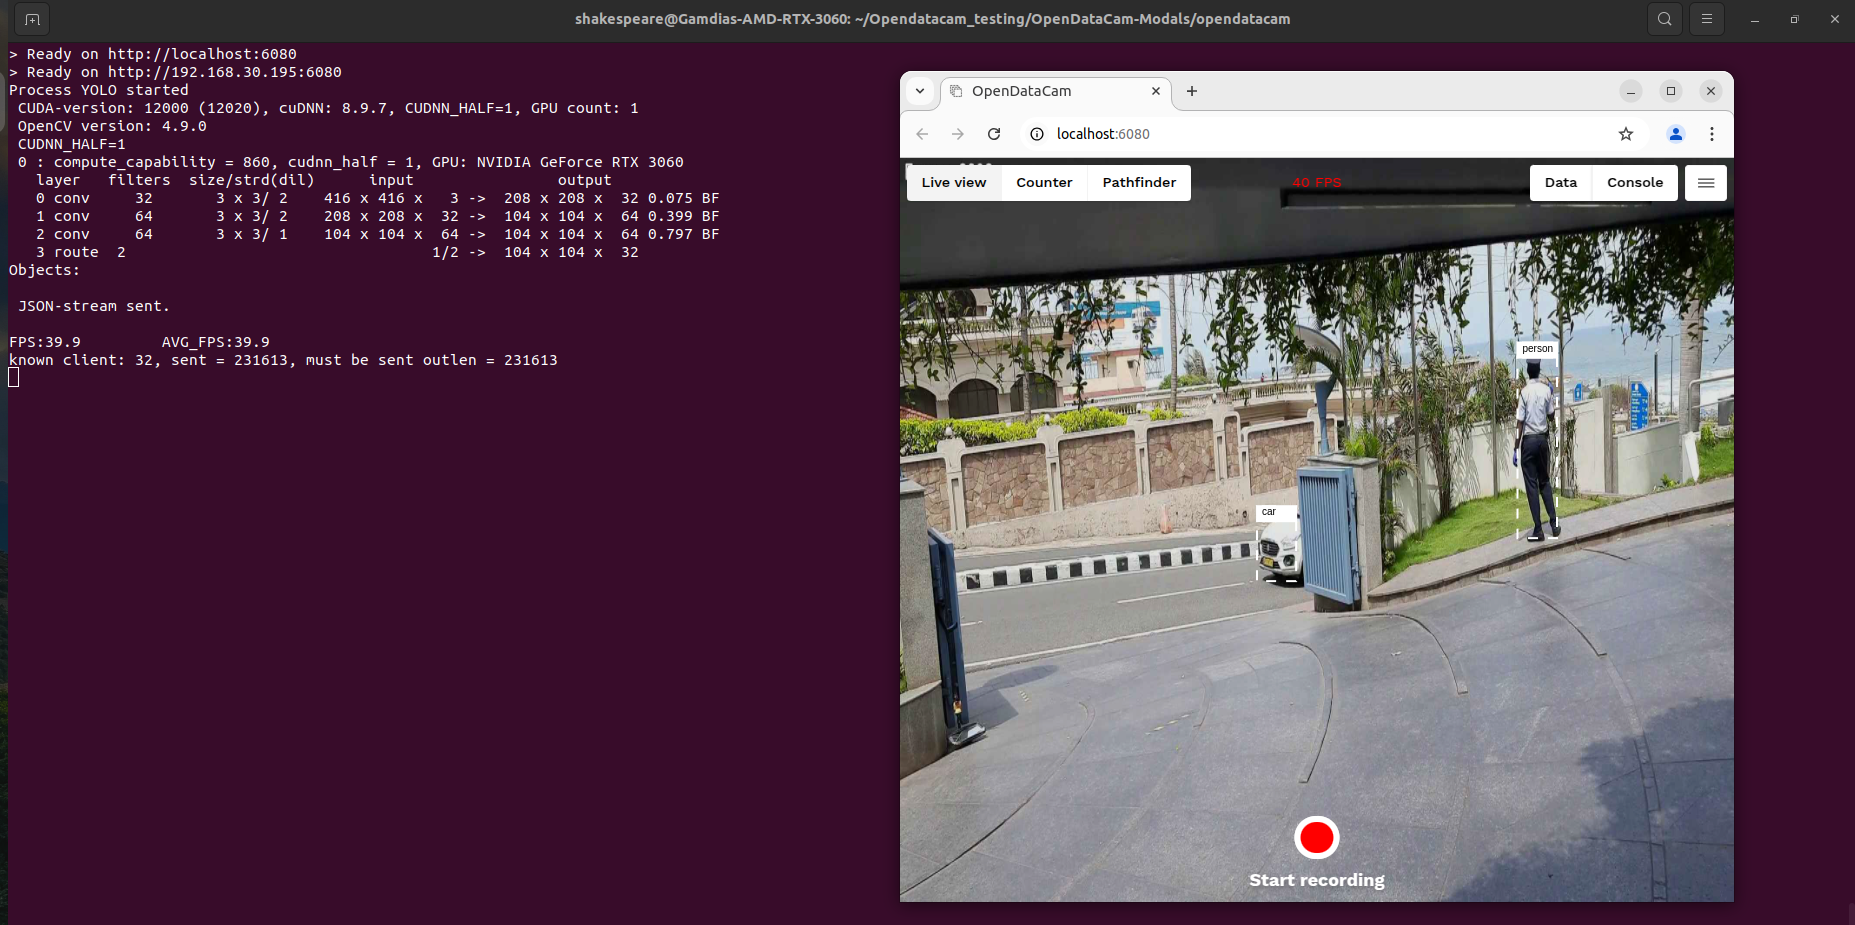 shakespeare@Gamdias-AMD-RTX-3060: ~/Opendatacam_testing/OpenDataCam-Modals/opendatacam
> Ready on http://localhost:6080
> Ready on http://192.168.30.195:6080
Process YOLO started
 CUDA-version: 12000 (12020), cuDNN: 8.9.7, CUDNN_HALF=1, GPU count: 1
 OpenCV version: 4.9.0
 CUDNN_HALF=1
 0 : compute_capability = 860, cudnn_half = 1, GPU: NVIDIA GeForce RTX 3060
   layer   filters  size/strd(dil)      input                output
   0 conv     32       3 x 3/ 2    416 x 416 x   3 ->  208 x 208 x  32 0.075 BF
   1 conv     64       3 x 3/ 2    208 x 208 x  32 ->  104 x 104 x  64 0.399 BF
   2 conv     64       3 x 3/ 1    104 x 104 x  64 ->  104 x 104 x  64 0.797 BF
   3 route  2                                  1/2 ->  104 x 104 x  32
Objects:
 JSON-stream sent.
FPS:39.9         AVG_FPS:39.9
known client: 32, sent = 231613, must be sent outlen = 231613
OpenDataCam
localhost:6080
Live view Counter Pathfinder 40 FPS Data Console
person
car
Start recording